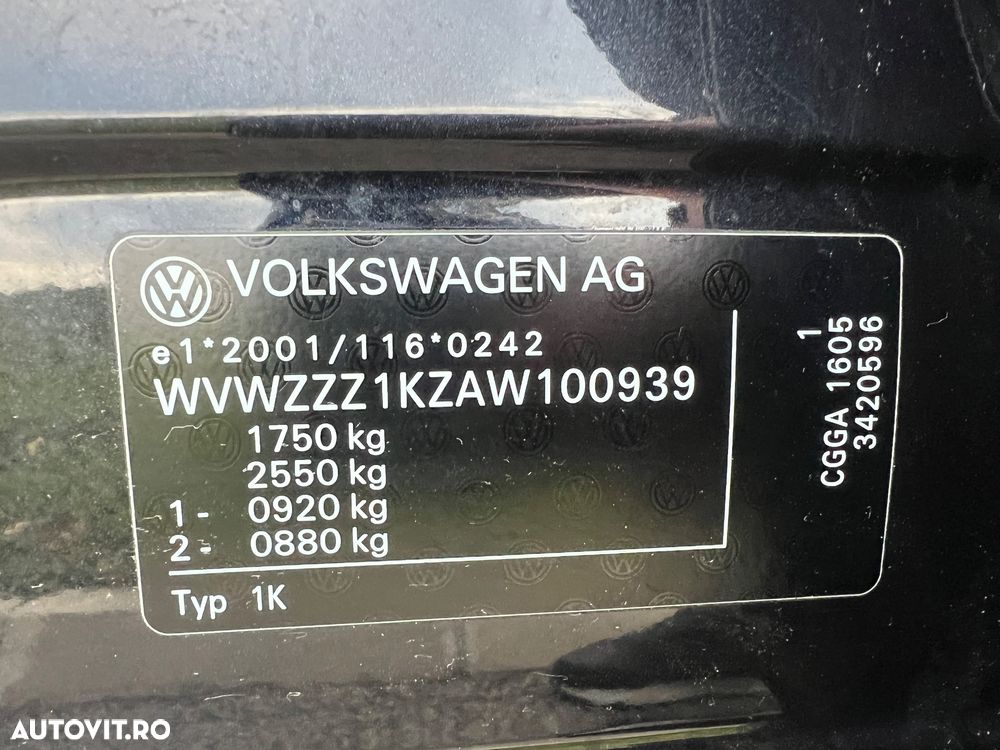 VOLKSWAGEN AG
e1*2001/116*0242
WVWZZZ1KZAW100939
1750 kg
2550 kg
1- 0920 kg
2- 0880 kg
Typ 1K
1
CGGA 1605
3420596
AUTOVIT.RO